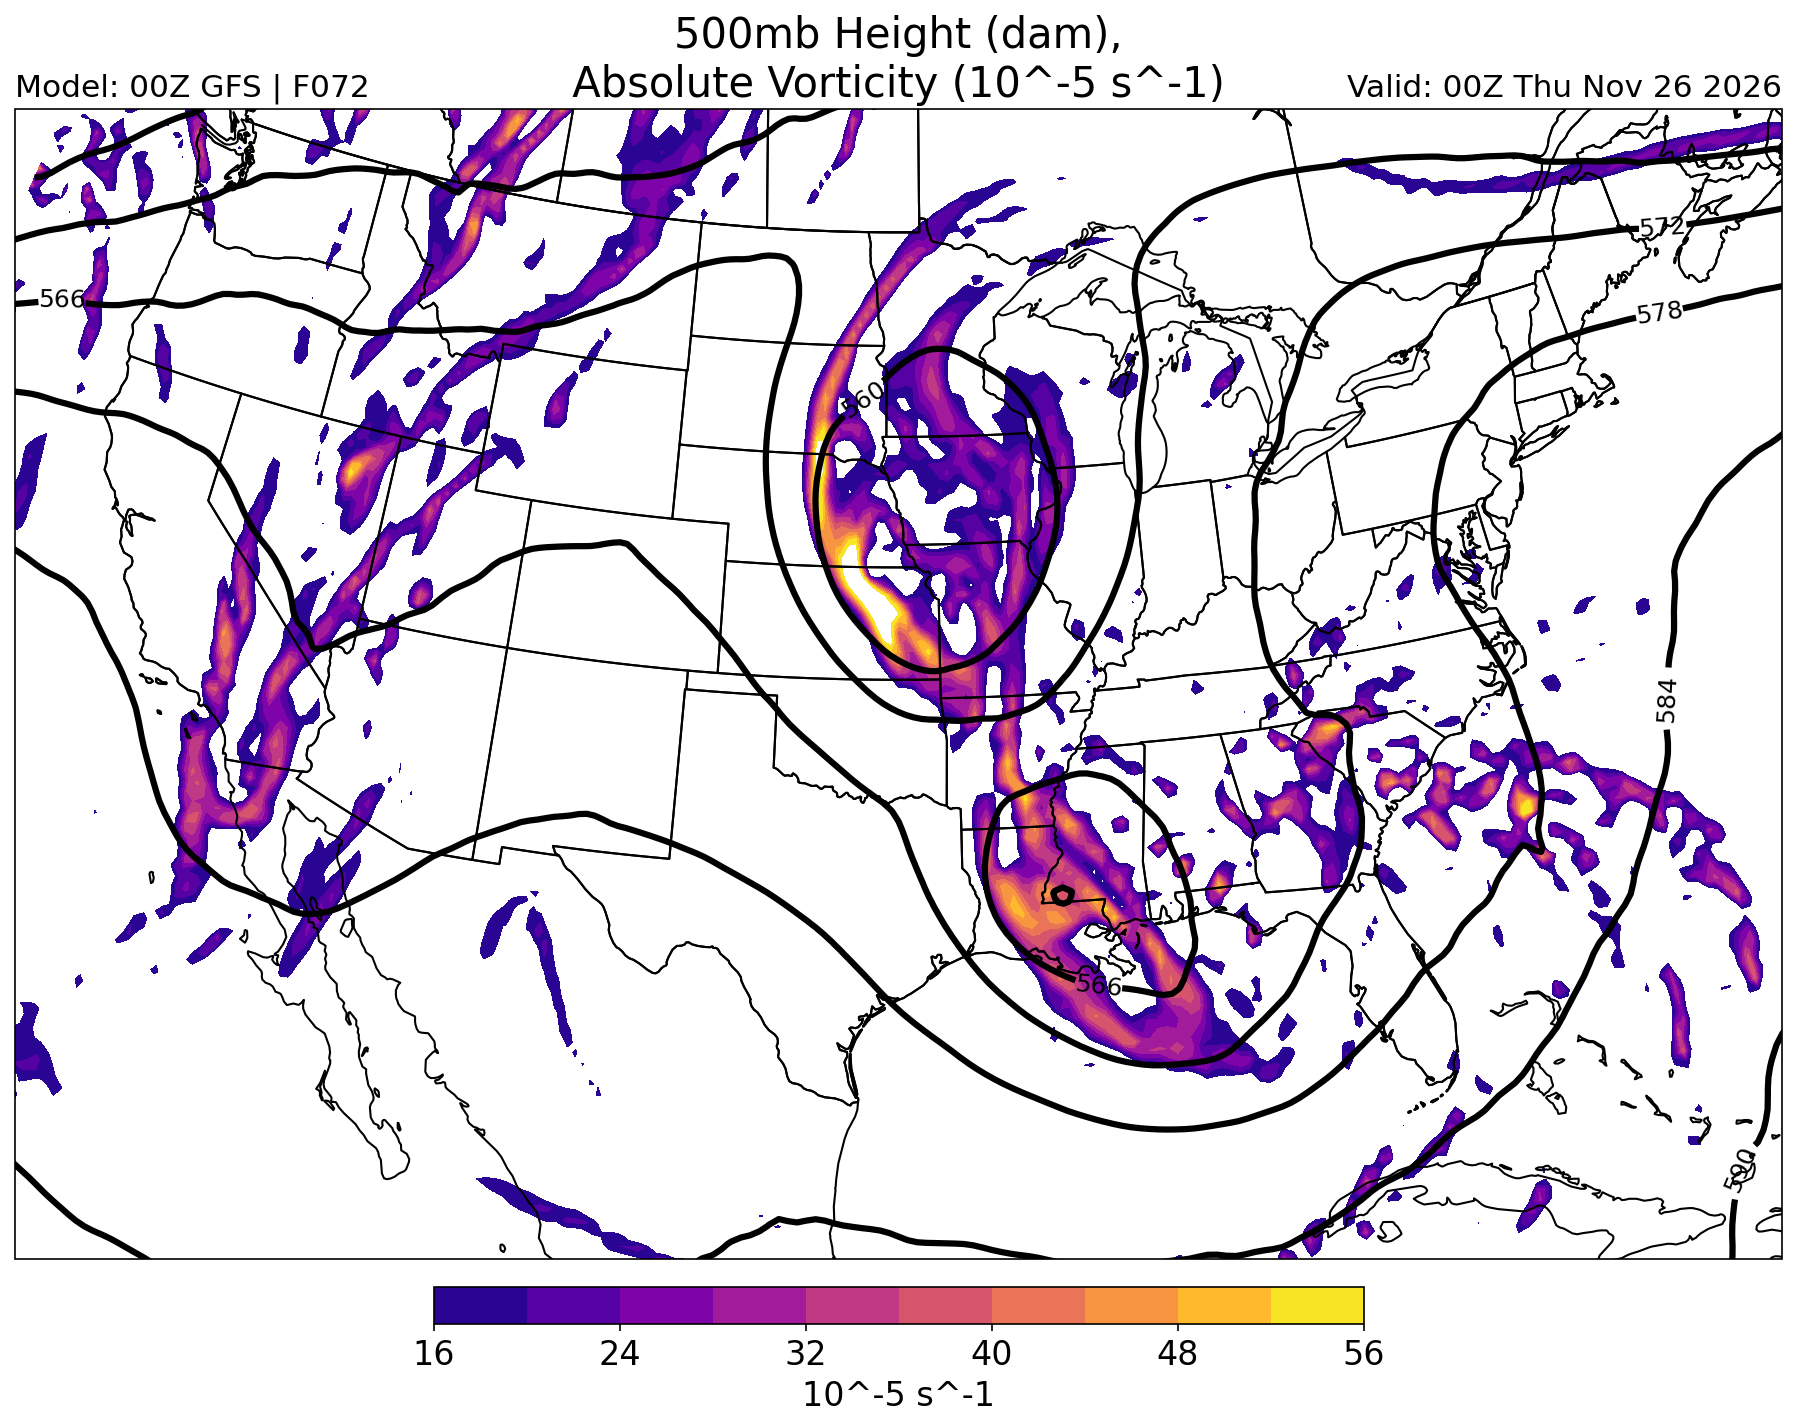 500mb Height (dam),
Absolute Vorticity (10^-5 s^-1)
Model: 00Z GFS | F072
Valid: 00Z Thu Nov 26 2026
572
566
578
560
584
566
590
16 24 32 40 48 56
10^-5 s^-1